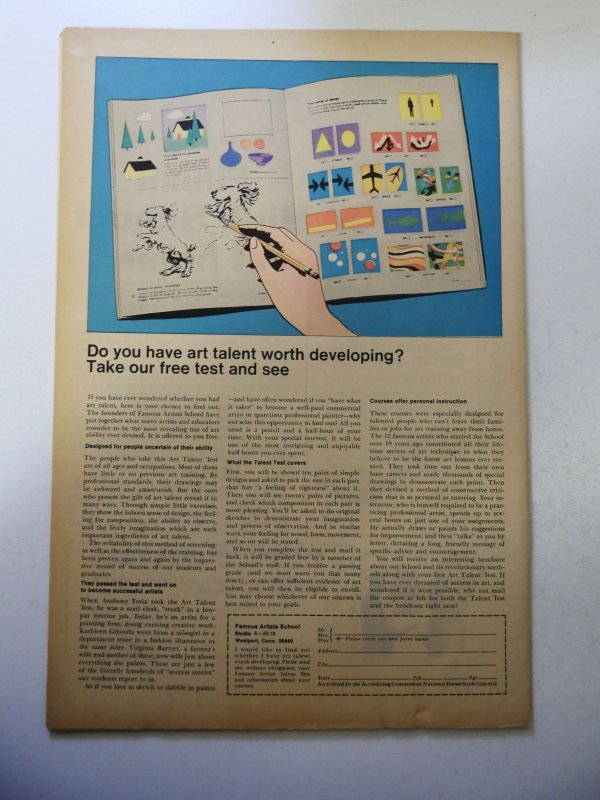 Do you have art talent worth developing?
Take our free test and see
If you have ever wondered whether you had
art talent, here is your chance to find out.
The founders of Famous Artists School have
put together what many artists and educators
consider to be the most revealing test of art
ability ever devised. It is offered to you free.
Designed for people uncertain of their ability
The people who take this Art Talent Test
are of all ages and occupations. Most of them
have little or no previous art training. By
professional standards, their drawings may
be awkward and amateurish. But the ones
who possess the gift of art talent reveal it in
many ways. Through simple little exercises,
they show the inborn sense of design, the feel-
ing for composition, the ability to observe,
and the lively imagination which are such
important ingredients of art talent.
The reliability of this method of screening,
as well as the effectiveness of the training, has
been proven again and again by the impres-
sive record of success of our students and
graduates.
They passed the test and went on
to become successful artists
When Anthony Foria took the Art Talent
Test, he was a mail clerk, "stuck" in a low-
pay routine job. Today, he's an artist for a
printing firm, doing exciting creative work.
Kathleen Gironda went from a salesgirl in a
department store to a fashion illustrator in
the same store. Virginia Bartter, a farmer's
wife and mother of three, now sells just about
everything she paints. These are just a few
of the literally hundreds of "success stories"
our students report to us.
So if you love to sketch or dabble in paints
—and have often wondered if you "have what
it takes" to become a well-paid commercial
artist or sparetime professional painter—why
not seize this opportunity to find out? All you
need is a pencil and a half-hour of your
time. With your special interest, it will be
one of the most intriguing and enjoyable
half-hours you ever spent.
What the Talent Test covers
First, you will be shown ten pairs of simple
designs and asked to pick the one in each pair
that has "a feeling of rightness" about it.
Then you will see twenty pairs of pictures,
and check which composition in each pair is
more pleasing. You'll be asked to do original
sketches to demonstrate your imagination
and powers of observation. And in similar
ways, your feeling for mood, form, movement,
and so on will be tested.
When you complete the test and mail it
back, it will be graded free by a member of
the School's staff. If you receive a passing
grade (and we must warn you that many
don't), or can offer sufficient evidence of art
talent, you will then be eligible to enroll.
You may choose whichever of our courses is
best suited to your goals.
Courses offer personal instruction
These courses were especially designed for
talented people who can't leave their fami-
lies or jobs for art training away from home.
The 12 famous artists who started the School
over 19 years ago contributed all their life-
time secrets of art technique to what they
believe to be the finest art lessons ever cre-
ated. They took time out from their own
busy careers and made thousands of special
drawings to demonstrate each point. Then
they devised a method of constructive criti-
cism that is as personal as tutoring. Your in-
structor, who is himself required to be a prac-
ticing professional artist, spends up to sev-
eral hours on just one of your assignments.
He actually draws or paints his suggestions
for improvement, and then "talks" to you by
letter, dictating a long, friendly message of
specific advice and encouragement.
You will receive an interesting brochure
about our School and its revolutionary meth-
ods along with your free Art Talent Test. If
you have ever dreamed of success in art, and
wondered if it were possible, why not mail
the coupon at left for both the Talent Test
and the brochure right now?
Famous Artists School
Studio A-8516
Westport, Conn. 06880
I would like to find out
whether I have art talent
worth developing. Please send
me, without obligation, your
Famous Artists Talent Test
and information about your
courses.
Mr.
Mrs.
Miss
Please circle one and print name
Address
City
State Zip Age
Accredited by the Accrediting Commission National Home Study Council